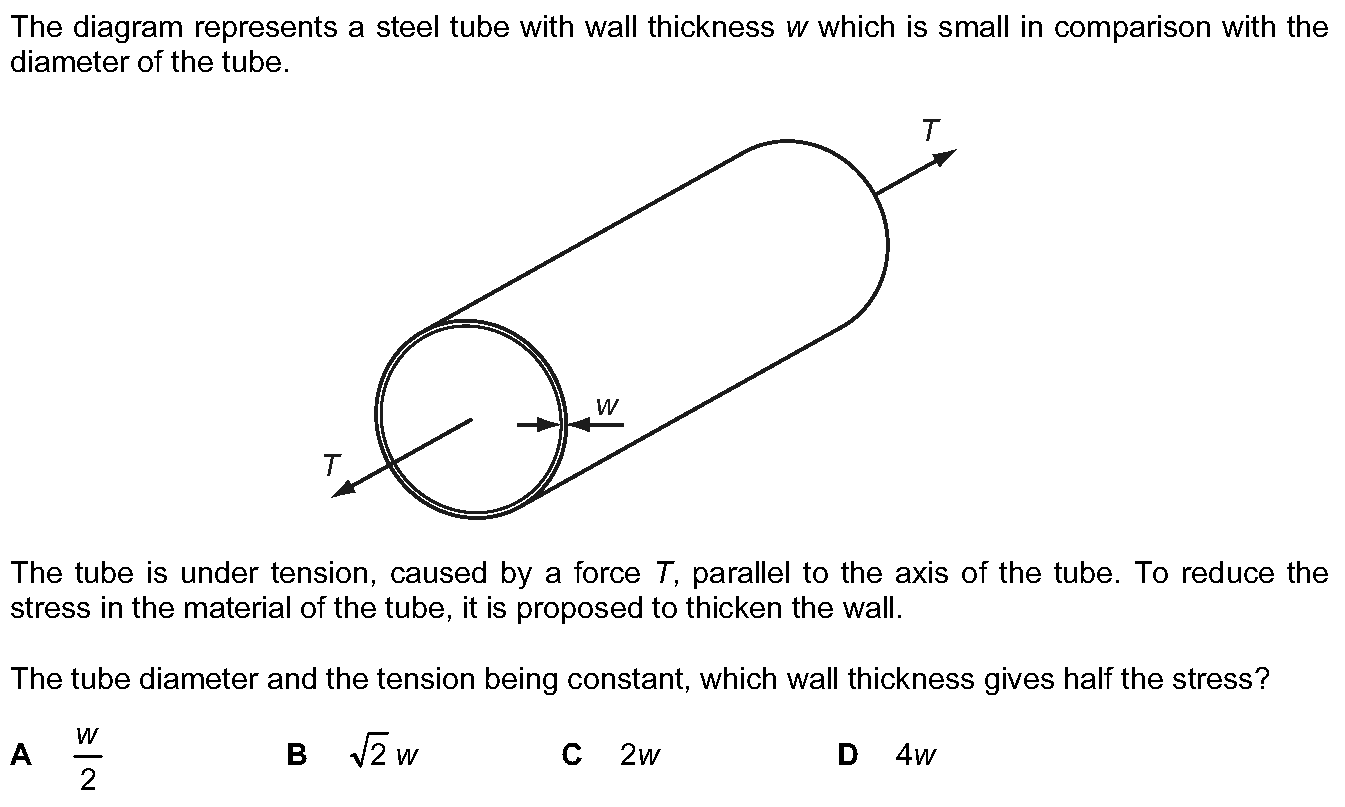 The diagram represents a steel tube with wall thickness w which is small in comparison with the
diameter of the tube.
T
w
T
The tube is under tension, caused by a force T, parallel to the axis of the tube. To reduce the
stress in the material of the tube, it is proposed to thicken the wall.
The tube diameter and the tension being constant, which wall thickness gives half the stress?
A w/2 B √2 w C 2w D 4w